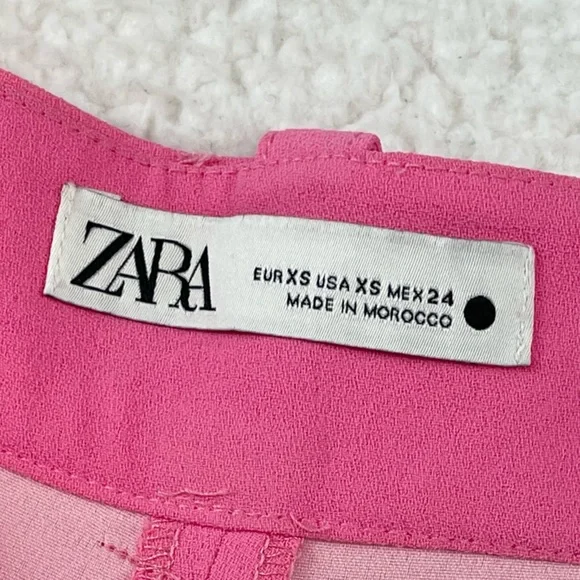 ZARA
EUR XS USA XS MEX 24
MADE IN MOROCCO